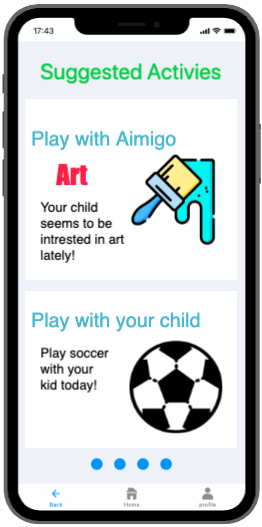 17:43
Suggested Activies
Play with Aimigo
Art
Your child
seems to be
intrested in art
lately!
Play with your child
Play soccer
with your
kid today!
Back
Home
profile